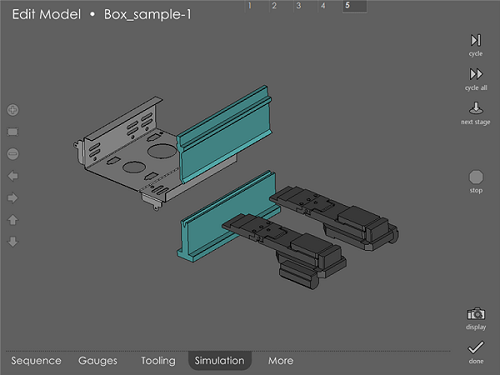 Edit Model • Box_sample-1
1 2 3 4 5
cycle
cycle all
next stage
stop
display
done
Sequence Gauges Tooling Simulation More